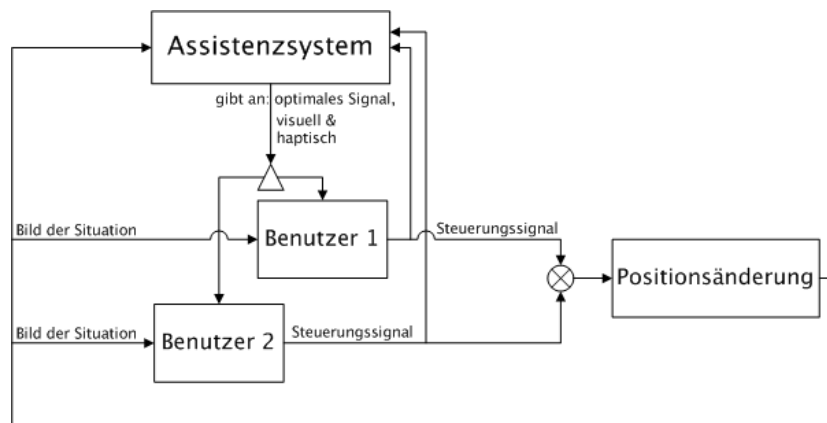 Assistenzsystem
gibt an: optimales Signal,
visuell &
haptisch
Bild der Situation
Benutzer 1
Steuerungssignal
Positionsänderung
Bild der Situation
Benutzer 2
Steuerungssignal